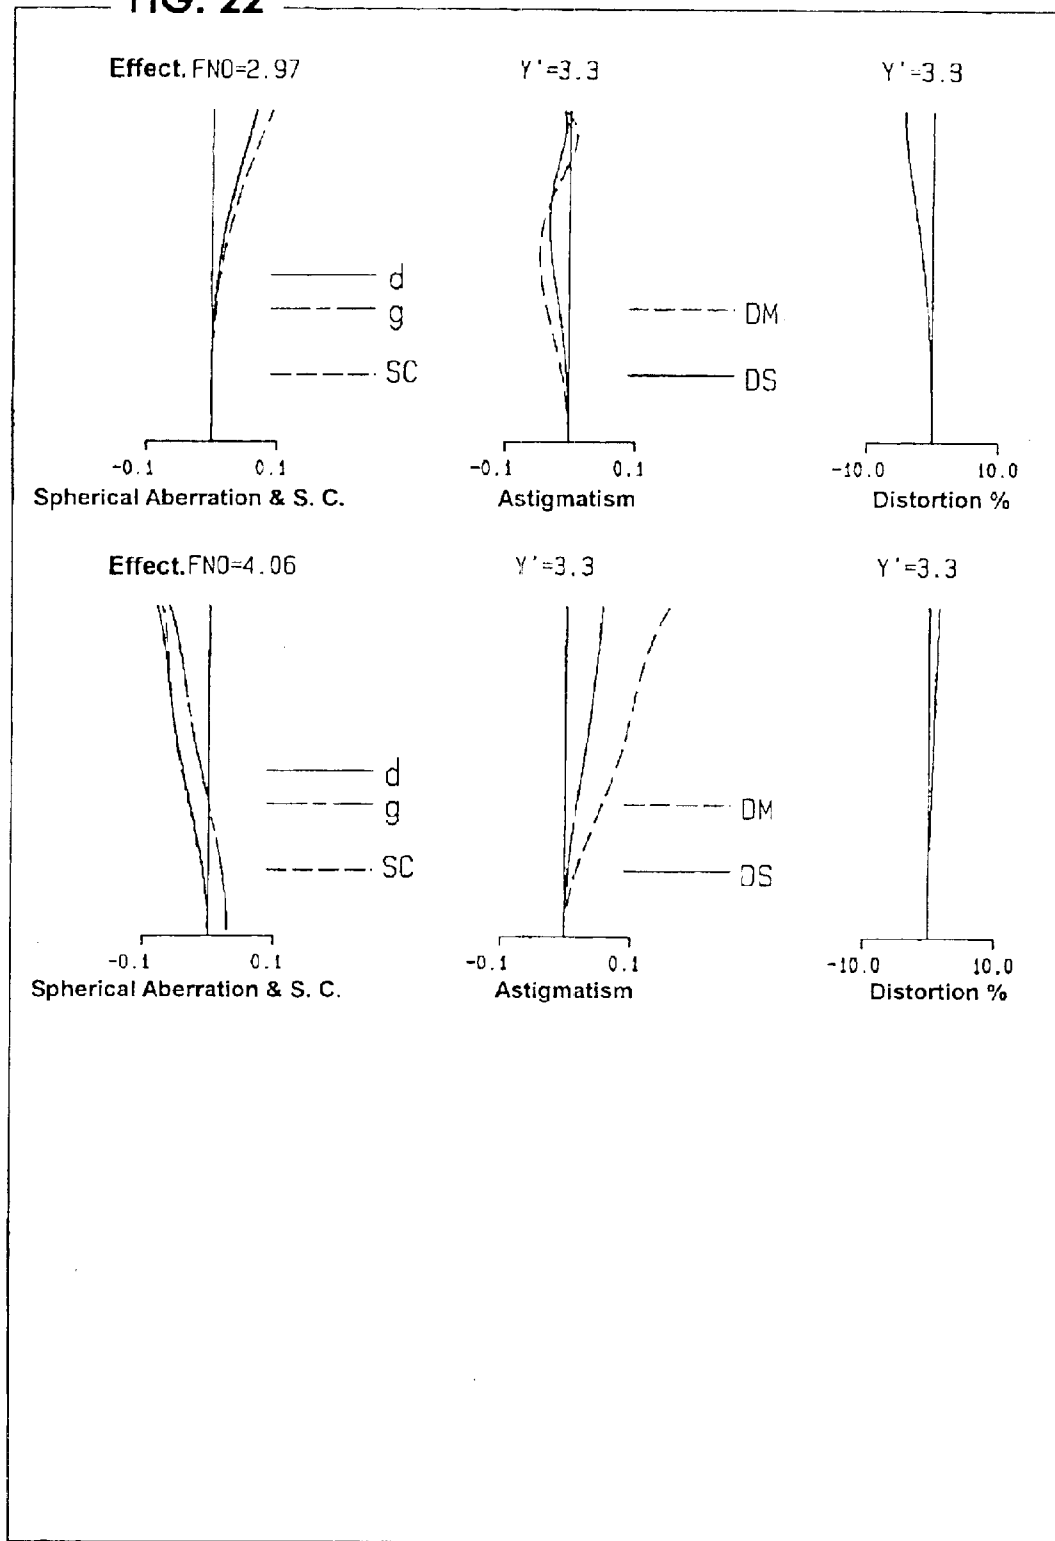 FIG. 22
Effect. FNO=2.97
Y'=3.3
Y'=3.3
d
g
SC
DM
DS
-0.1 0.1
-0.1 0.1
-10.0 10.0
Spherical Aberration & S. C.
Astigmatism
Distortion %
Effect. FNO=4.06
Y'=3.3
Y'=3.3
d
g
SC
DM
DS
-0.1 0.1
-0.1 0.1
-10.0 10.0
Spherical Aberration & S. C.
Astigmatism
Distortion %